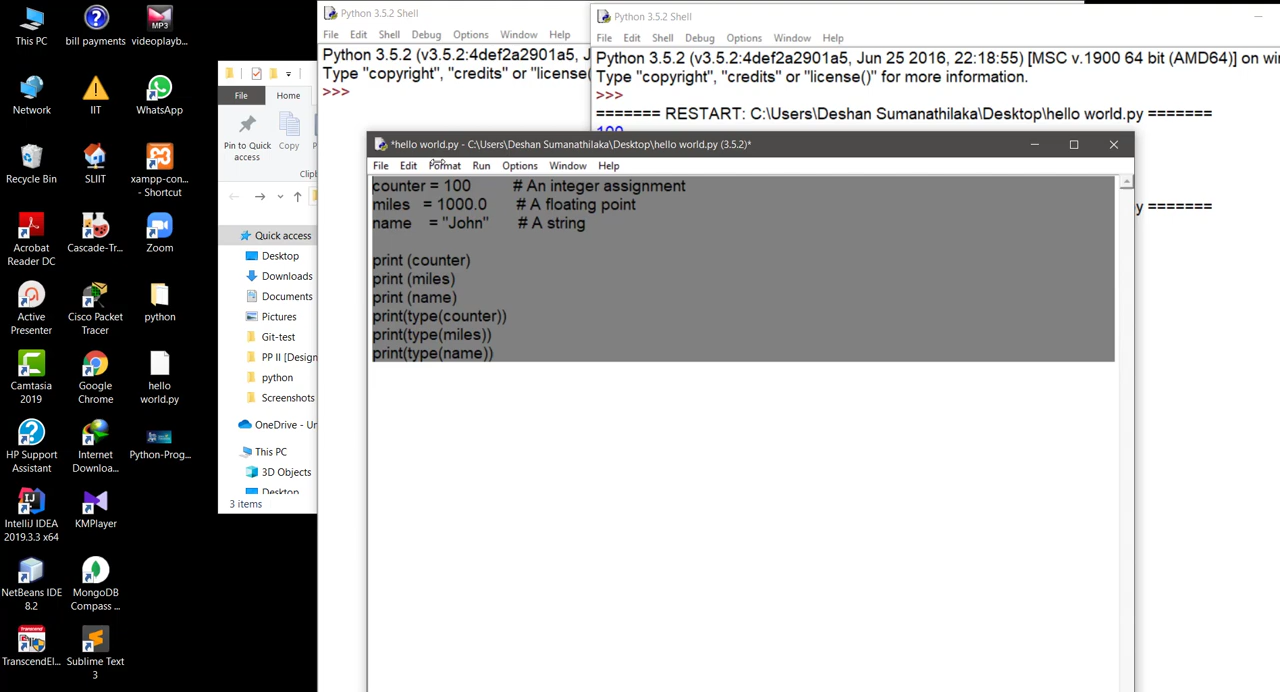 This PC
bill payments
videoplayb...
Network
IIT
WhatsApp
Recycle Bin
SLIIT
xampp-con...
- Shortcut
Acrobat
Reader DC
Cascade-Tr...
Zoom
Active
Presenter
Cisco Packet
Tracer
python
Camtasia
2019
Google
Chrome
hello
world.py
HP Support
Assistant
Internet
Downloa...
Python-Prog...
IntelliJ IDEA
2019.3.3 x64
KMPlayer
NetBeans IDE
8.2
MongoDB
Compass ...
TranscendEl...
Sublime Text
3
File
Home
Pin to Quick
access
Copy
Quick access
Desktop
Downloads
Documents
Pictures
Git-test
PP II [Design
python
Screenshots
OneDrive - Un
This PC
3D Objects
Desktop
3 items
Python 3.5.2 Shell
File Edit Shell Debug Options Window Help
Python 3.5.2 (v3.5.2:4def2a2901a5, J
Type "copyright", "credits" or "license(
>>>
Python 3.5.2 Shell
File Edit Shell Debug Options Window Help
Python 3.5.2 (v3.5.2:4def2a2901a5, Jun 25 2016, 22:18:55) [MSC v.1900 64 bit (AMD64)] on wi
Type "copyright", "credits" or "license()" for more information.
>>>
======= RESTART: C:\Users\Deshan Sumanathilaka\Desktop\hello world.py =======
100
y =======
*hello world.py - C:\Users\Deshan Sumanathilaka\Desktop\hello world.py (3.5.2)*
File Edit Format Run Options Window Help
counter = 100 # An integer assignment
miles = 1000.0 # A floating point
name = "John" # A string
print (counter)
print (miles)
print (name)
print(type(counter))
print(type(miles))
print(type(name))